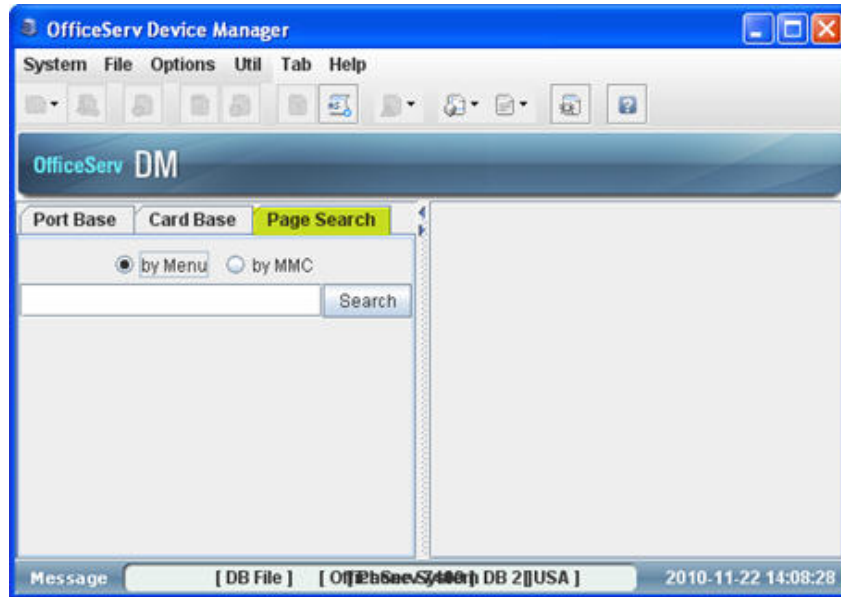 OfficeServ Device Manager
System File Options Util Tab Help
OfficeServ DM
Port Base Card Base Page Search
by Menu by MMC
Search
Message [ DB File ] DB 2][USA ] 2010-11-22 14:08:28